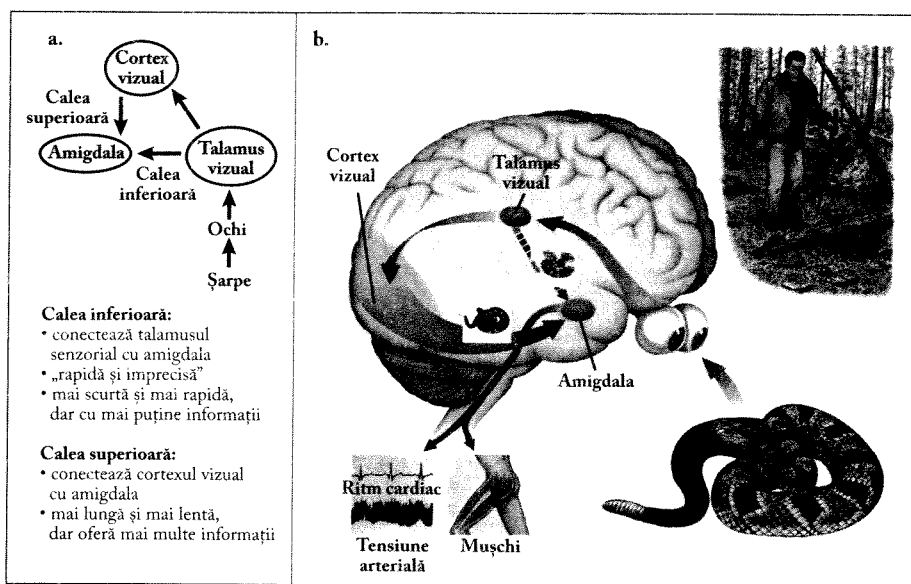 a.
Cortex
vizual
Calea
superioară
Amigdala
Talamus
vizual
Calea
inferioară
Ochi
Șarpe
Calea inferioară:
• conectează talamusul
senzorial cu amigdala
• „rapidă și imprecisă”
• mai scurtă și mai rapidă,
dar cu mai puține informații
Calea superioară:
• conectează cortexul vizual
cu amigdala
• mai lungă și mai lentă,
dar oferă mai multe informații
b.
Cortex
vizual
Talamus
vizual
Amigdala
Ritm cardiac
Tensiune
arterială
Mușchi